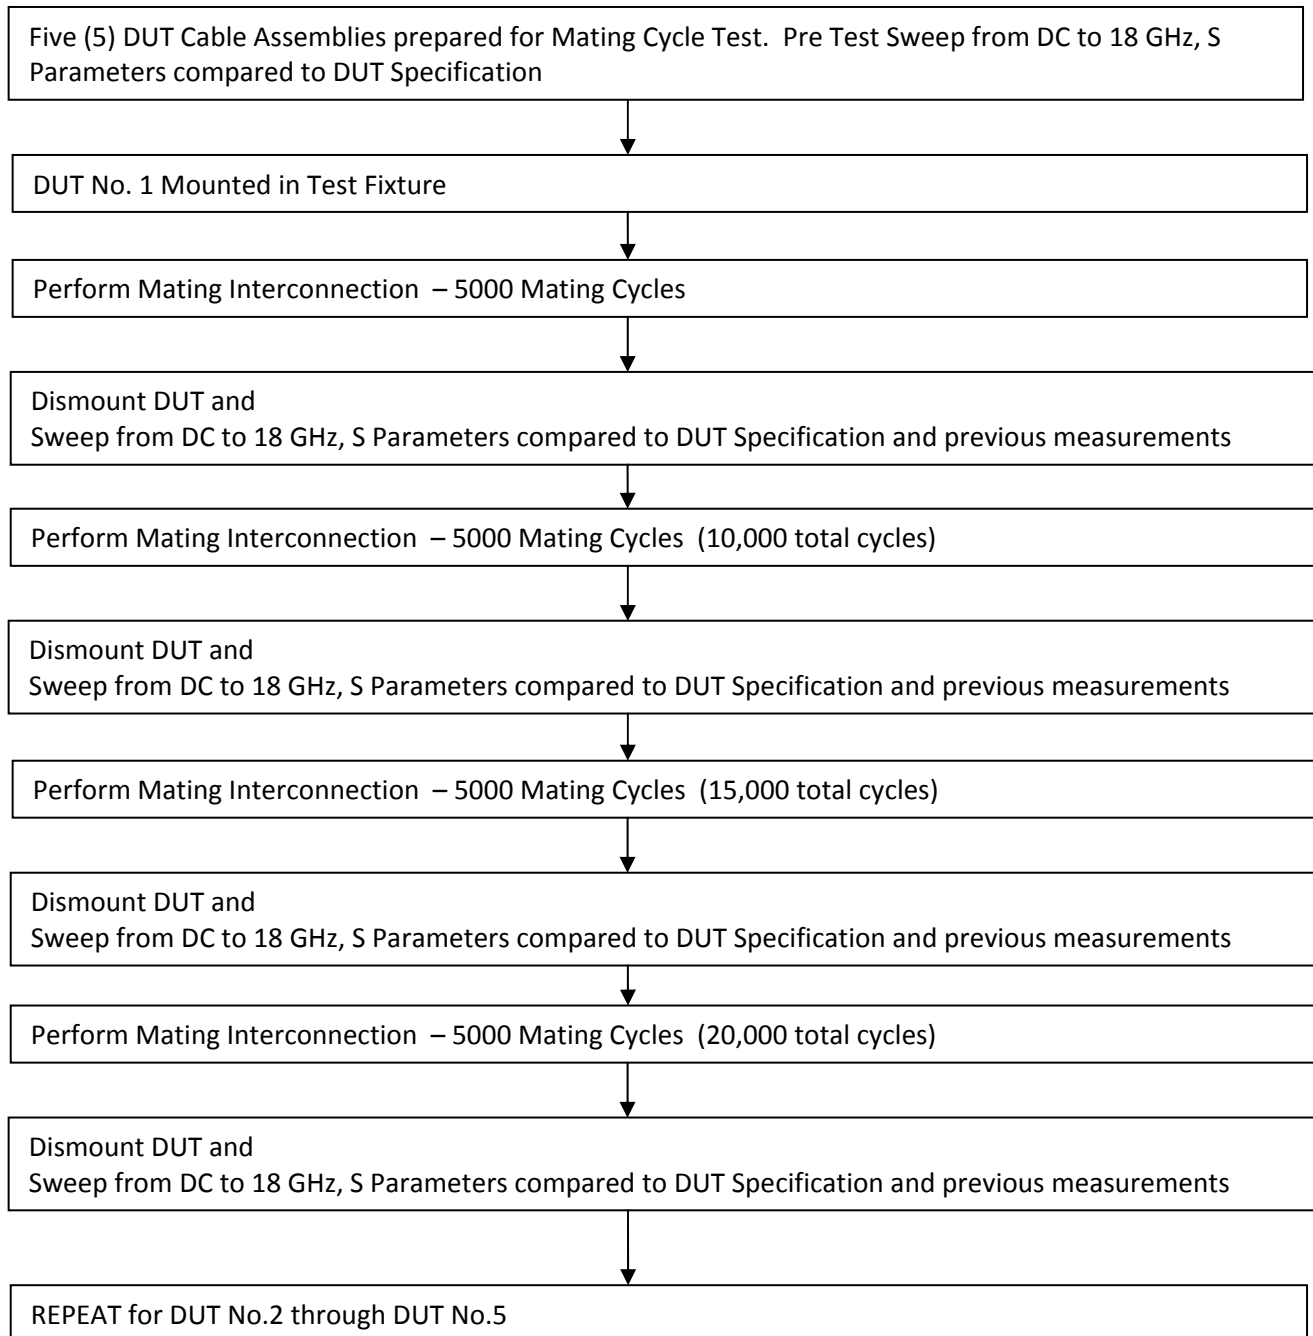 Five (5) DUT Cable Assemblies prepared for Mating Cycle Test.  Pre Test Sweep from DC to 18 GHz, S
Parameters compared to DUT Specification
DUT No. 1 Mounted in Test Fixture
Perform Mating Interconnection  – 5000 Mating Cycles
Dismount DUT and
Sweep from DC to 18 GHz, S Parameters compared to DUT Specification and previous measurements
Perform Mating Interconnection  – 5000 Mating Cycles  (10,000 total cycles)
Dismount DUT and
Sweep from DC to 18 GHz, S Parameters compared to DUT Specification and previous measurements
Perform Mating Interconnection  – 5000 Mating Cycles  (15,000 total cycles)
Dismount DUT and
Sweep from DC to 18 GHz, S Parameters compared to DUT Specification and previous measurements
Perform Mating Interconnection  – 5000 Mating Cycles  (20,000 total cycles)
Dismount DUT and
Sweep from DC to 18 GHz, S Parameters compared to DUT Specification and previous measurements
REPEAT for DUT No.2 through DUT No.5